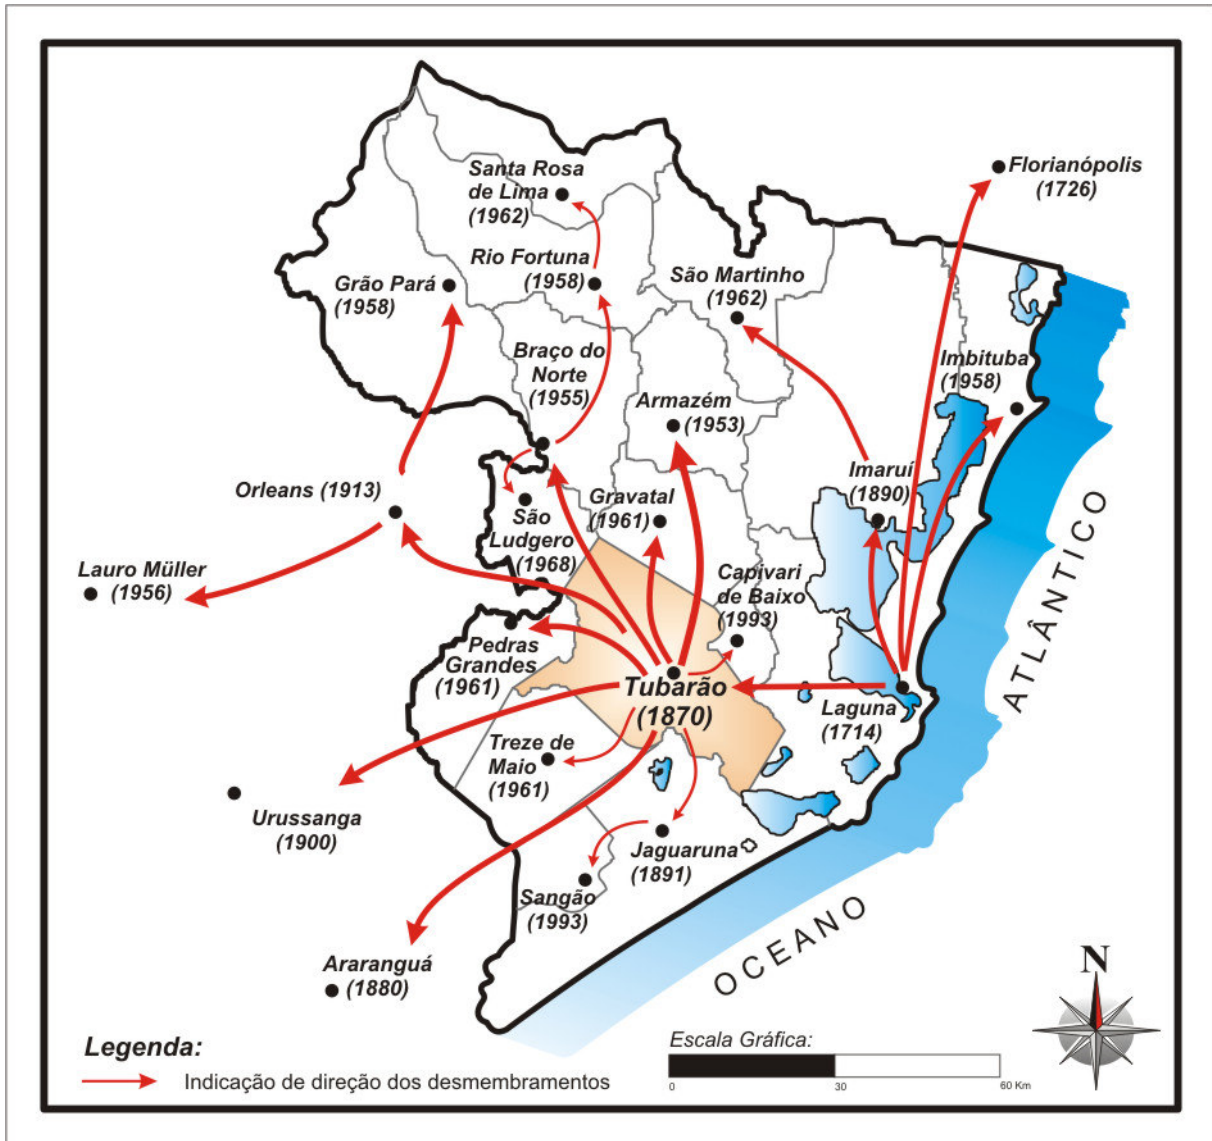 Florianópolis
(1726)
Santa Rosa
de Lima
(1962)
Rio Fortuna
(1958)
Grão Pará
(1958)
São Martinho
(1962)
Braço do
Norte
(1955)
Imbituba
(1958)
Armazém
(1953)
Orleans (1913)
Imaruí
(1890)
Gravatal
(1961)
São
Ludgero
(1968)
Lauro Müller
(1956)
Capivari
de Baixo
(1993)
Pedras
Grandes
(1961)
Tubarão
(1870)
Laguna
(1714)
Treze de
Maio
(1961)
Urussanga
(1900)
Jaguaruna
(1891)
Sangão
(1993)
Araranguá
(1880)
OCEANO
ATLÂNTICO
N
Legenda:
Indicação de direção dos desmembramentos
Escala Gráfica:
0 30 60 Km